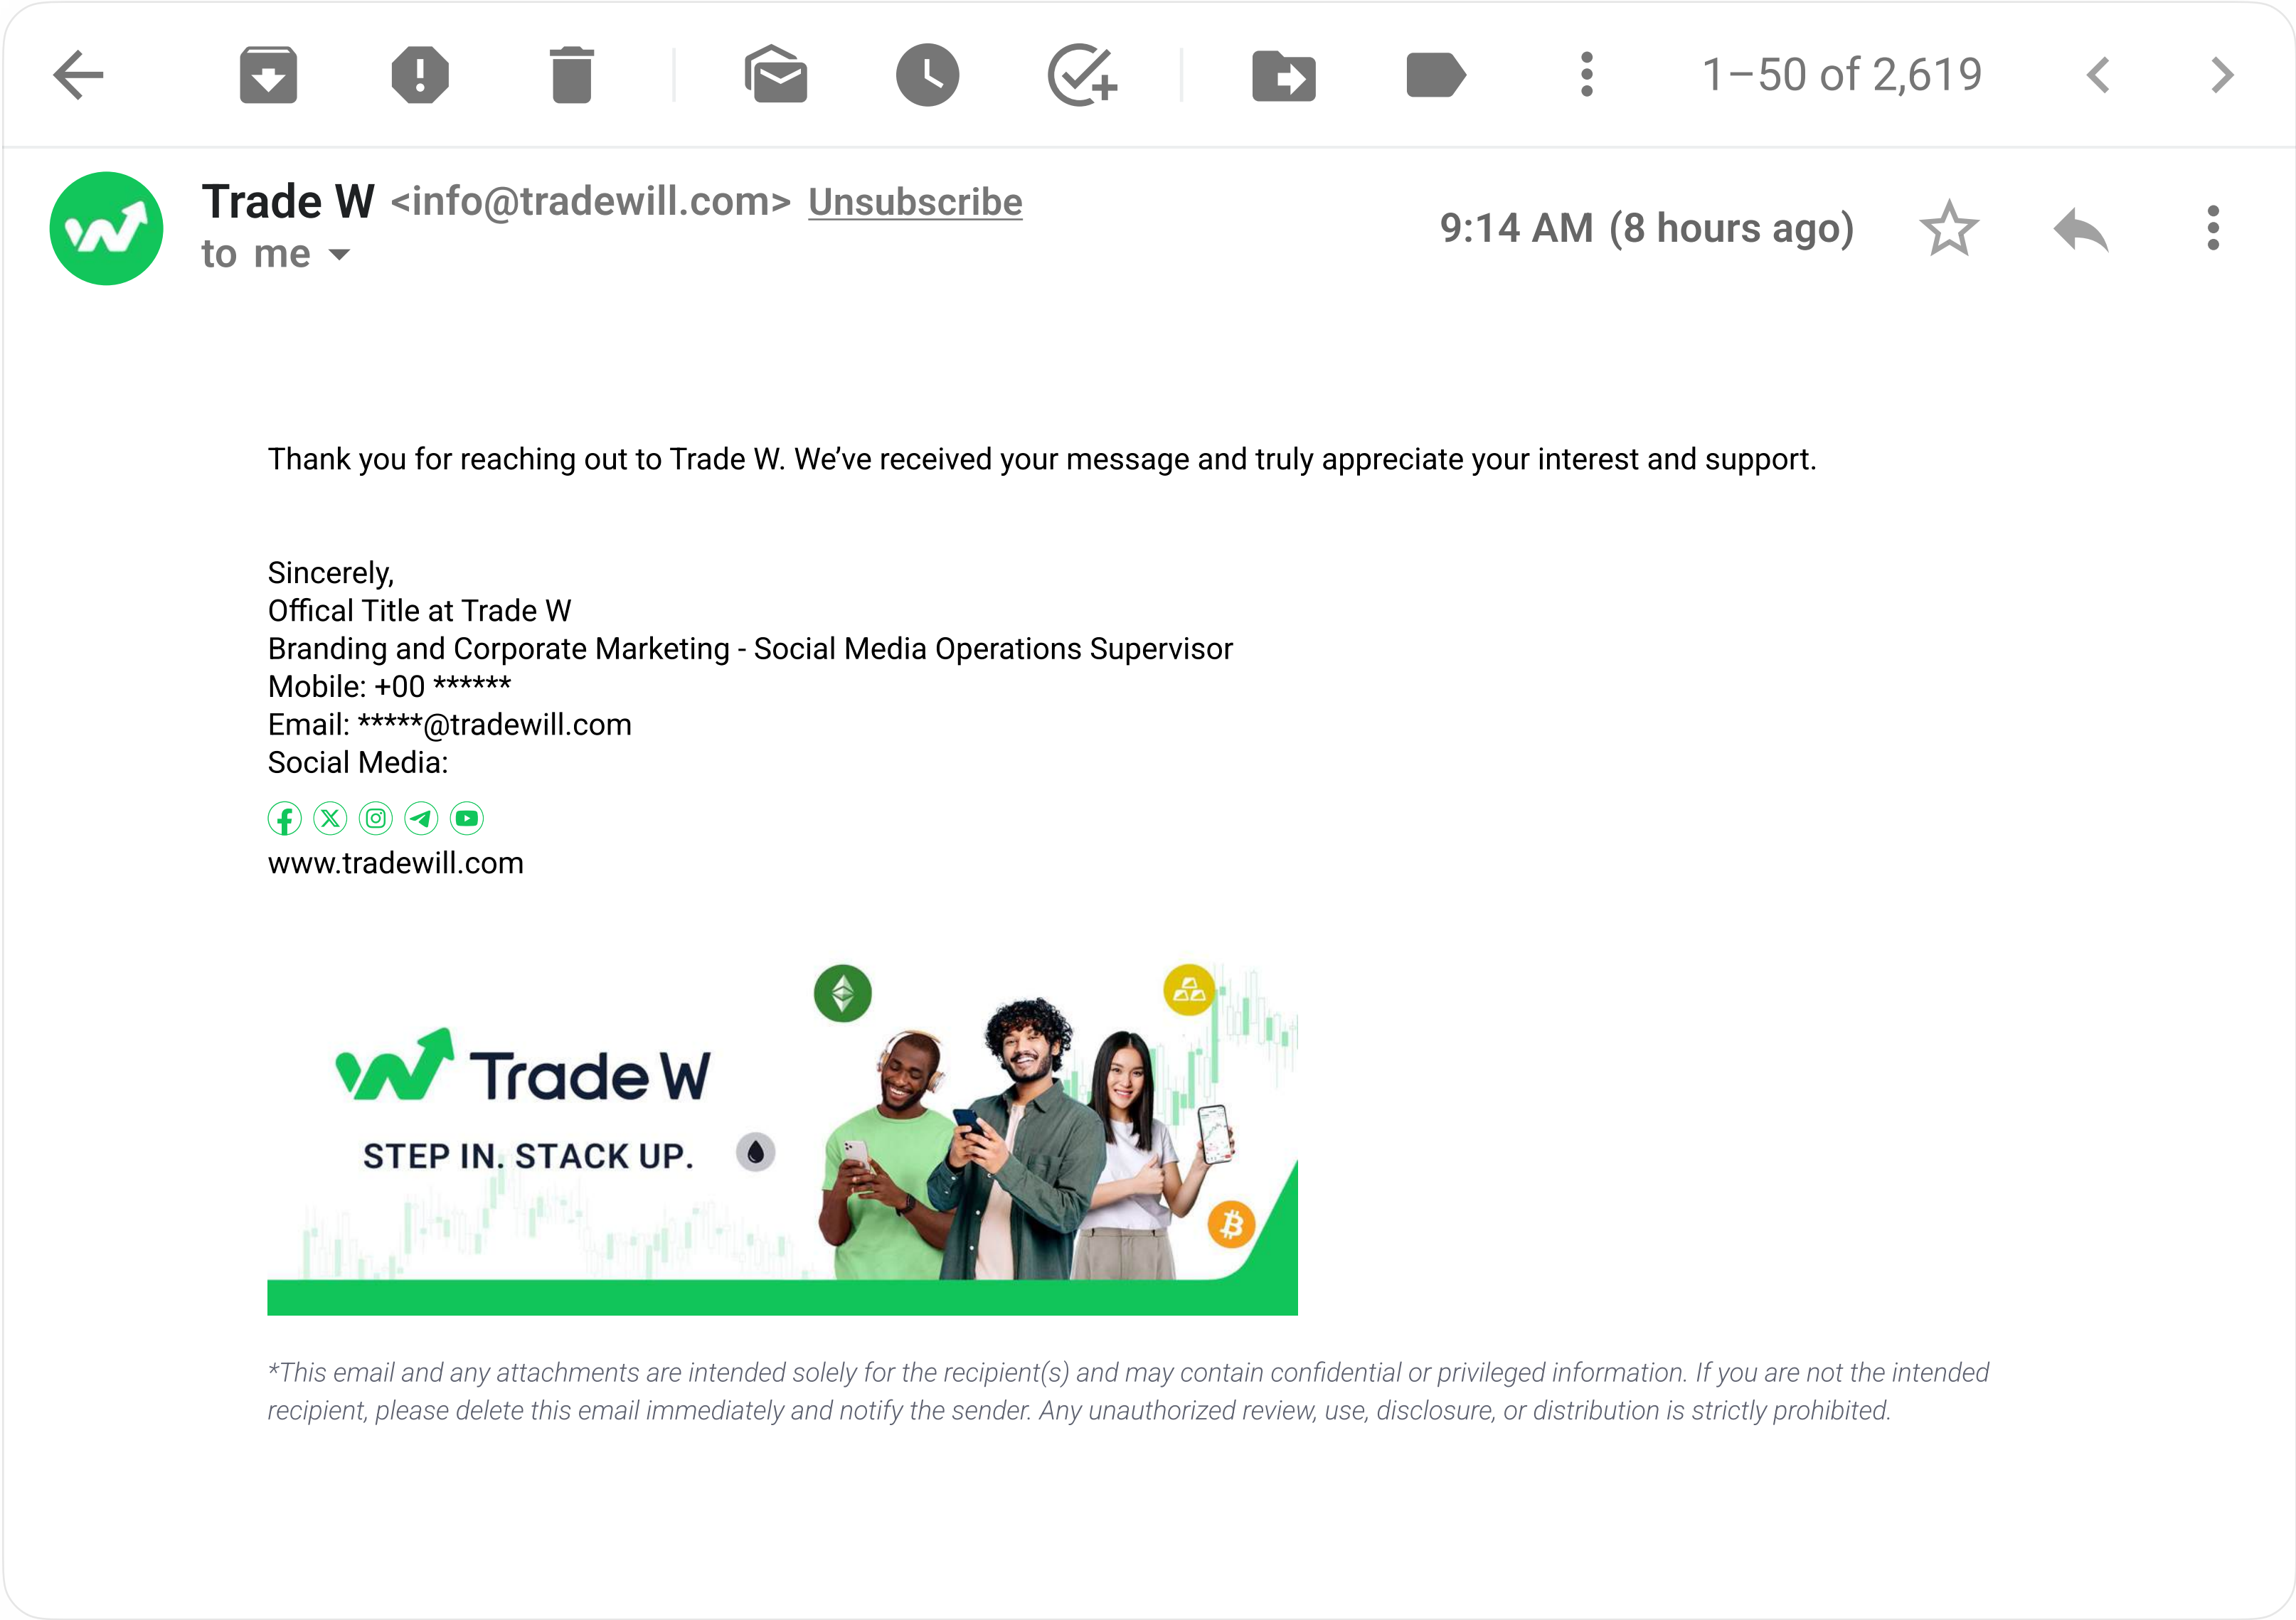 1–50 of 2,619
Trade W <info@tradewill.com> Unsubscribe
to me
9:14 AM (8 hours ago)
Thank you for reaching out to Trade W. We’ve received your message and truly appreciate your interest and support.
Sincerely,
Offical Title at Trade W
Branding and Corporate Marketing - Social Media Operations Supervisor
Mobile: +00 ******
Email: *****@tradewill.com
Social Media:
www.tradewill.com
Trade W
STEP IN. STACK UP.
*This email and any attachments are intended solely for the recipient(s) and may contain confidential or privileged information. If you are not the intended
recipient, please delete this email immediately and notify the sender. Any unauthorized review, use, disclosure, or distribution is strictly prohibited.